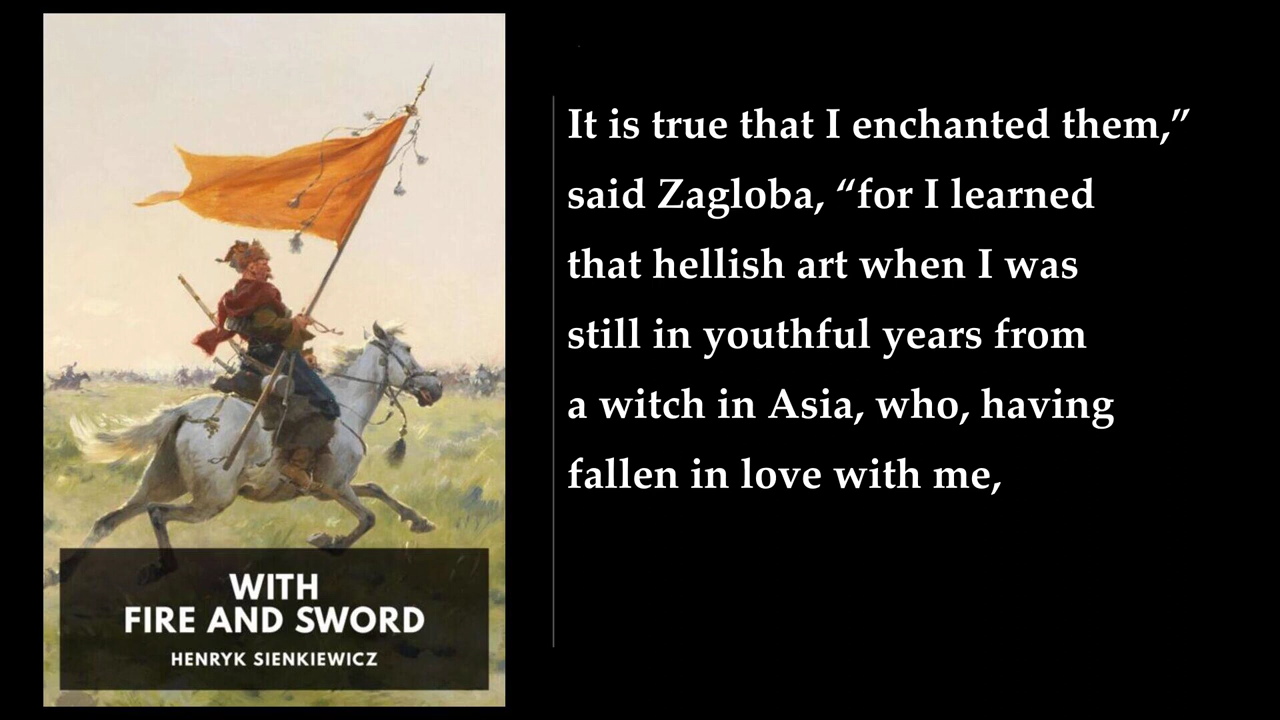 WITH
FIRE AND SWORD
HENRYK SIENKIEWICZ
It is true that I enchanted them,”
said Zagloba, “for I learned
that hellish art when I was
still in youthful years from
a witch in Asia, who, having
fallen in love with me,